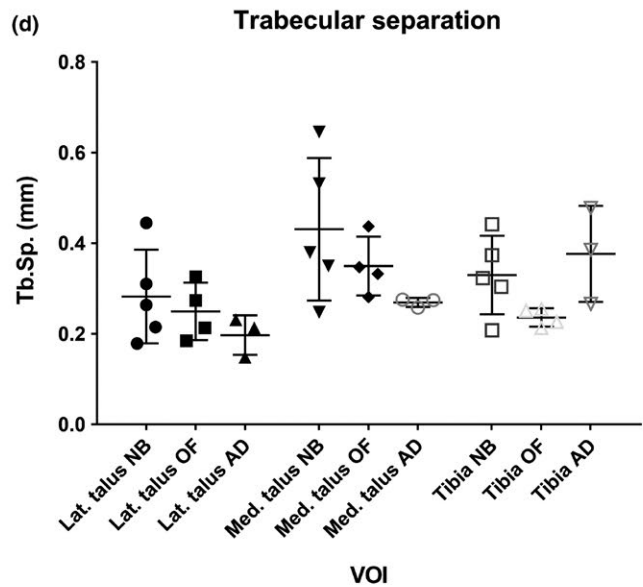 (d)
Trabecular separation
Tb.Sp. (mm)
0.8
0.6
0.4
0.2
0.0
Lat. talus NB
Lat. talus OF
Lat. talus AD
Med. talus NB
Med. talus OF
Med. talus AD
Tibia NB
Tibia OF
Tibia AD
VOI